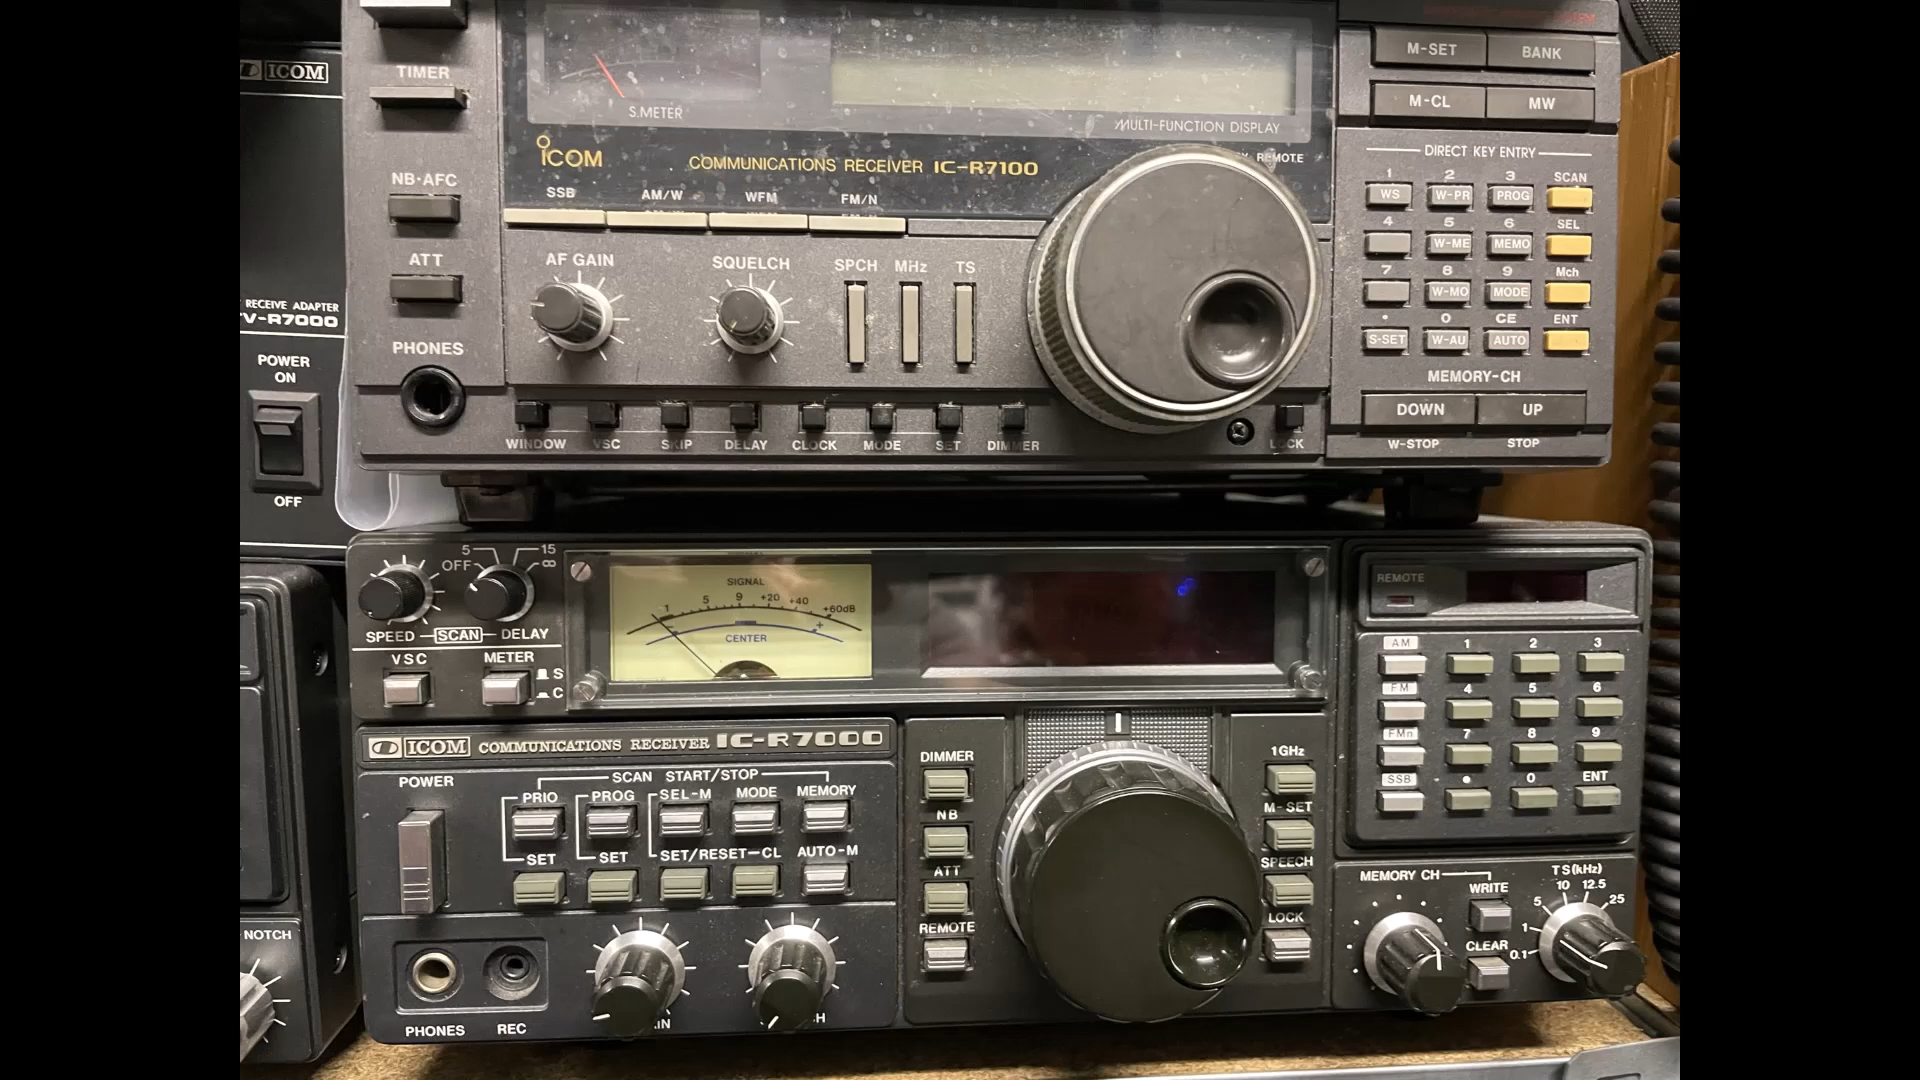 ICOM
RECEIVE ADAPTER
V-R7000
POWER
ON
OFF
NOTCH
TIMER
NB·AFC
ATT
PHONES
S.METER
MULTI-FUNCTION DISPLAY
ICOM
COMMUNICATIONS RECEIVER IC-R7100
REMOTE
SSB AM/W WFM FM/N
AF GAIN SQUELCH SPCH MHz TS
WINDOW VSC SKIP DELAY CLOCK MODE SET DIMMER LOCK
M-SET BANK
M-CL MW
DIRECT KEY ENTRY
1 2 3 SCAN
WS W-PR PROG
4 5 6 SEL
W-ME MEMO
7 8 9 Mch
W-MO MODE
• 0 CE ENT
S-SET W-AU AUTO
MEMORY-CH
DOWN UP
W-STOP STOP
5 15
OFF ∞
SPEED SCAN DELAY
VSC METER
S
C
SIGNAL
1 5 9 +20 +40 +60dB
CENTER
+
REMOTE
AM 1 2 3
FM 4 5 6
FMn 7 8 9
SSB • 0 ENT
ICOM COMMUNICATIONS RECEIVER IC-R7000
POWER
SCAN START/STOP
PRIO PROG SEL-M MODE MEMORY
SET SET SET/RESET-CL AUTO-M
PHONES REC
DIMMER
NB
ATT
REMOTE
1GHz
M-SET
SPEECH
LOCK
MEMORY CH
WRITE
CLEAR
TS(kHz)
10 12.5
5 25
1
0.1